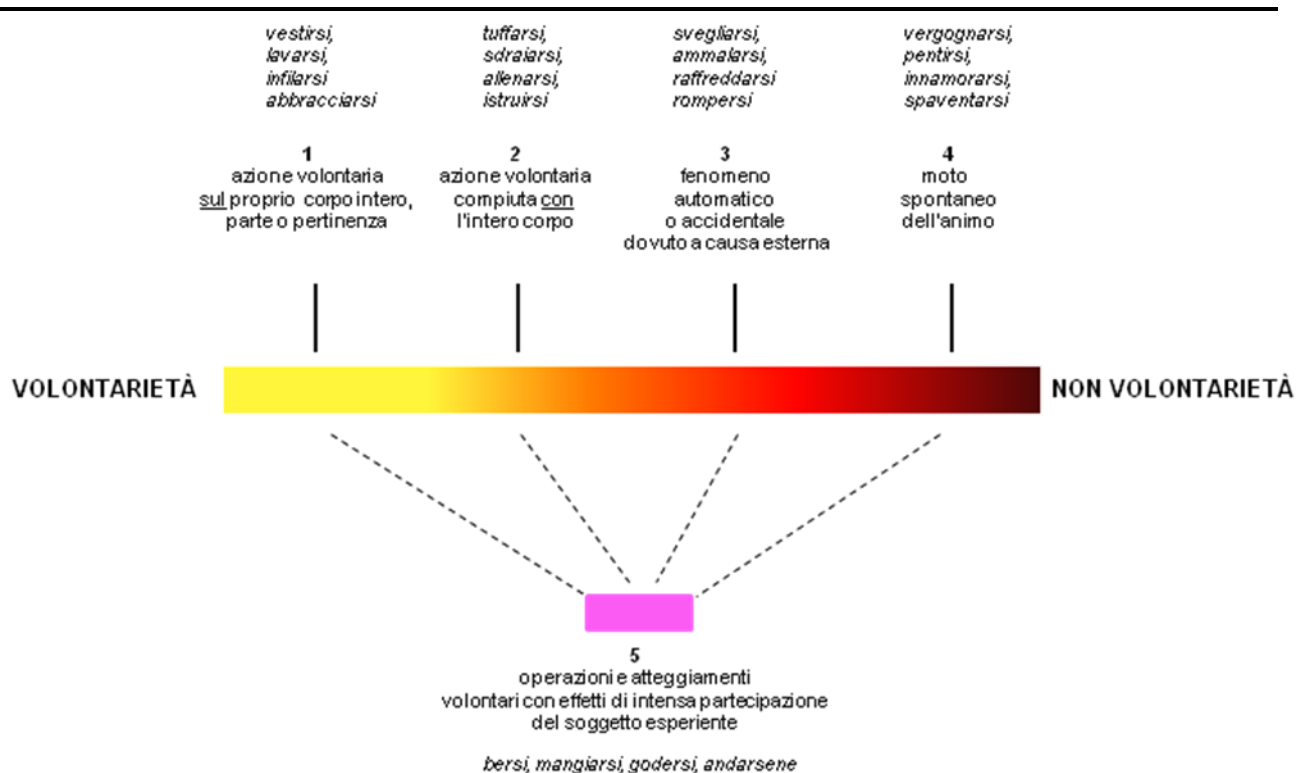 vestirsi,
lavarsi,
infilarsi
abbracciarsi
1
azione volontaria
sul proprio corpo intero,
parte o pertinenza
tuffarsi,
sdraiarsi
allenarsi,
istruirsi
2
azione volontaria
compiuta con
l'intero corpo
svegliarsi,
ammalarsi,
raffreddarsi
rompersi
3
fenomeno
automatico
o accidentale
dovuto a causa esterna
vergognarsi,
pentirsi,
innamorarsi,
spaventarsi
4
moto
spontaneo
dell'animo
VOLONTARIETÀ
NON VOLONTARIETÀ
5
operazioni e atteggiamenti
volontari con effetti di intensa partecipazione
del soggetto esperiente
bersi, mangiarsi, godersi, andarsene